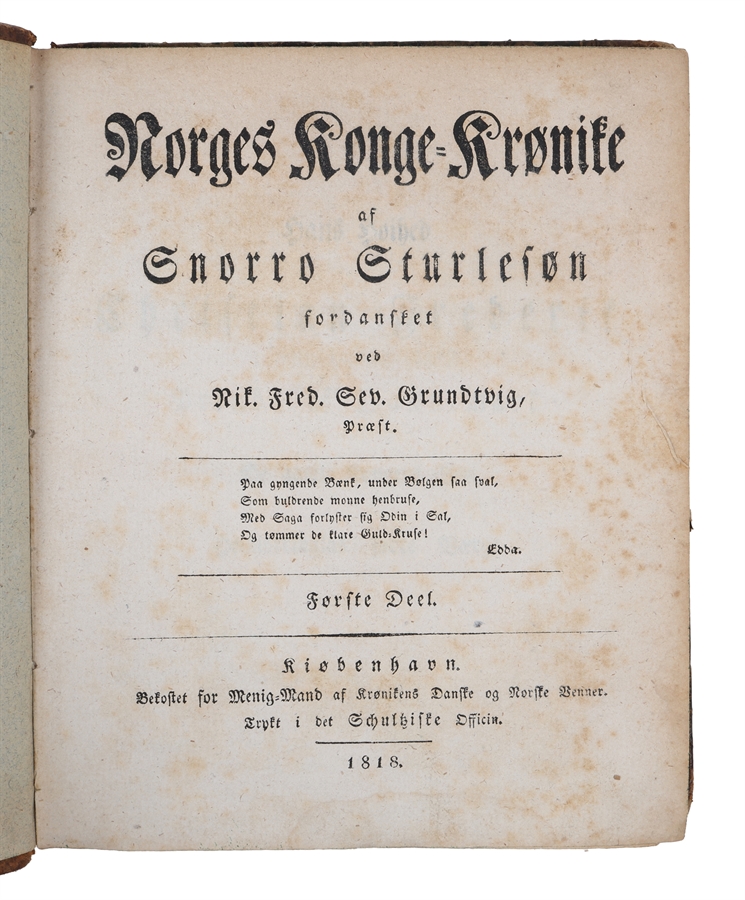 Norges Konge-Krønike
af
Snorro Sturlesøn
fordansket
ved
Nik. Fred. Sev. Grundtvig,
Præst.
Paa gyngende Bænk, under Bølgen saa sval,
Som buldrende monne henbruse,
Med Saga forlyster sig Odin i Sal,
Og tømmer de klare Guld-Kruse!
Edda.
Første Deel.
Kiøbenhavn.
Bekostet for Menig-Mand af Krønikens Danske og Norske Venner.
Trykt i det Schultziske Officin.
1818.